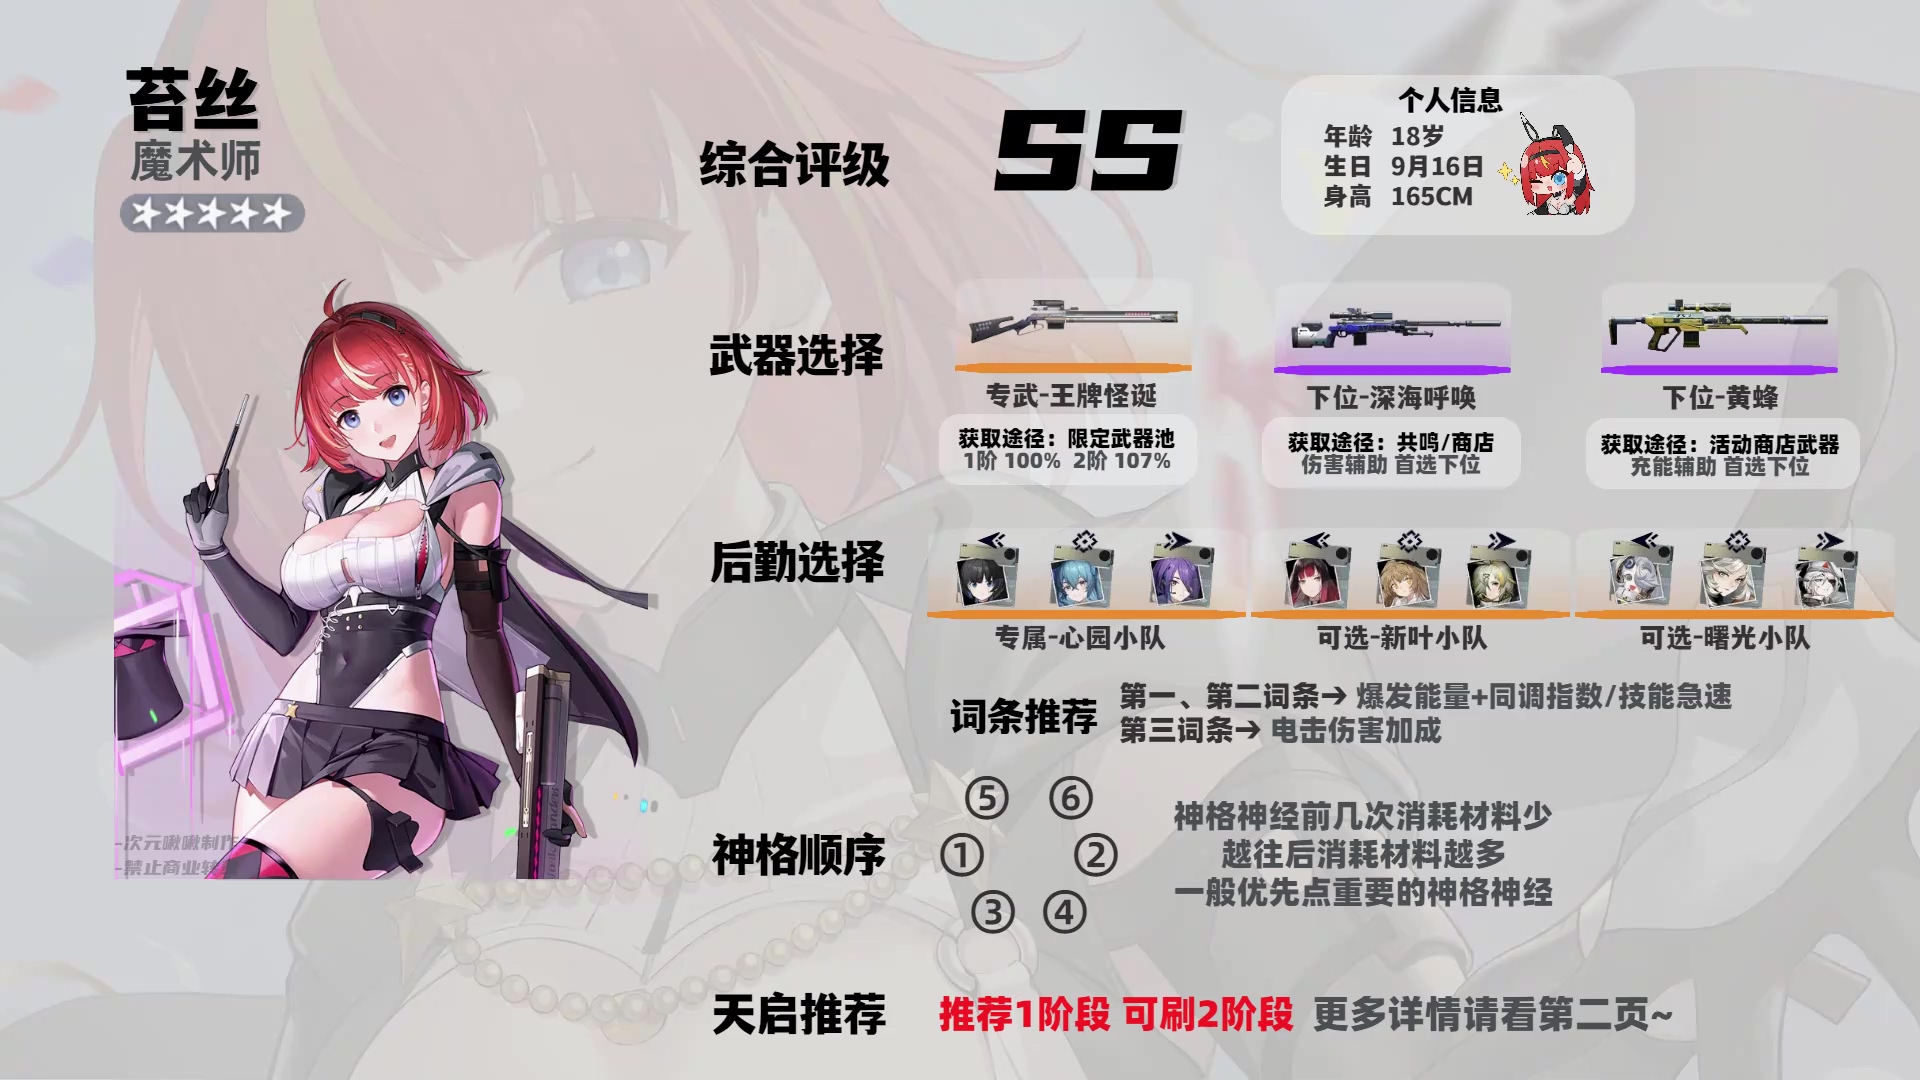 苔丝
魔术师
综合评级
SS
个人信息
年龄 18岁
生日 9月16日
身高 165CM
武器选择
专武-王牌怪诞
获取途径：限定武器池
1阶 100% 2阶 107%
下位-深海呼唤
获取途径：共鸣/商店
伤害辅助 首选下位
下位-黄蜂
获取途径：活动商店武器
充能辅助 首选下位
后勤选择
专属-心园小队
可选-新叶小队
可选-曙光小队
词条推荐
第一、第二词条→ 爆发能量+同调指数/技能急速
第三词条→ 电击伤害加成
神格顺序
⑤ ⑥
① ②
③ ④
神格神经前几次消耗材料少
越往后消耗材料越多
一般优先点重要的神格神经
-次元啾啾制作
-禁止商业转
天启推荐
推荐1阶段 可刷2阶段 更多详情请看第二页~